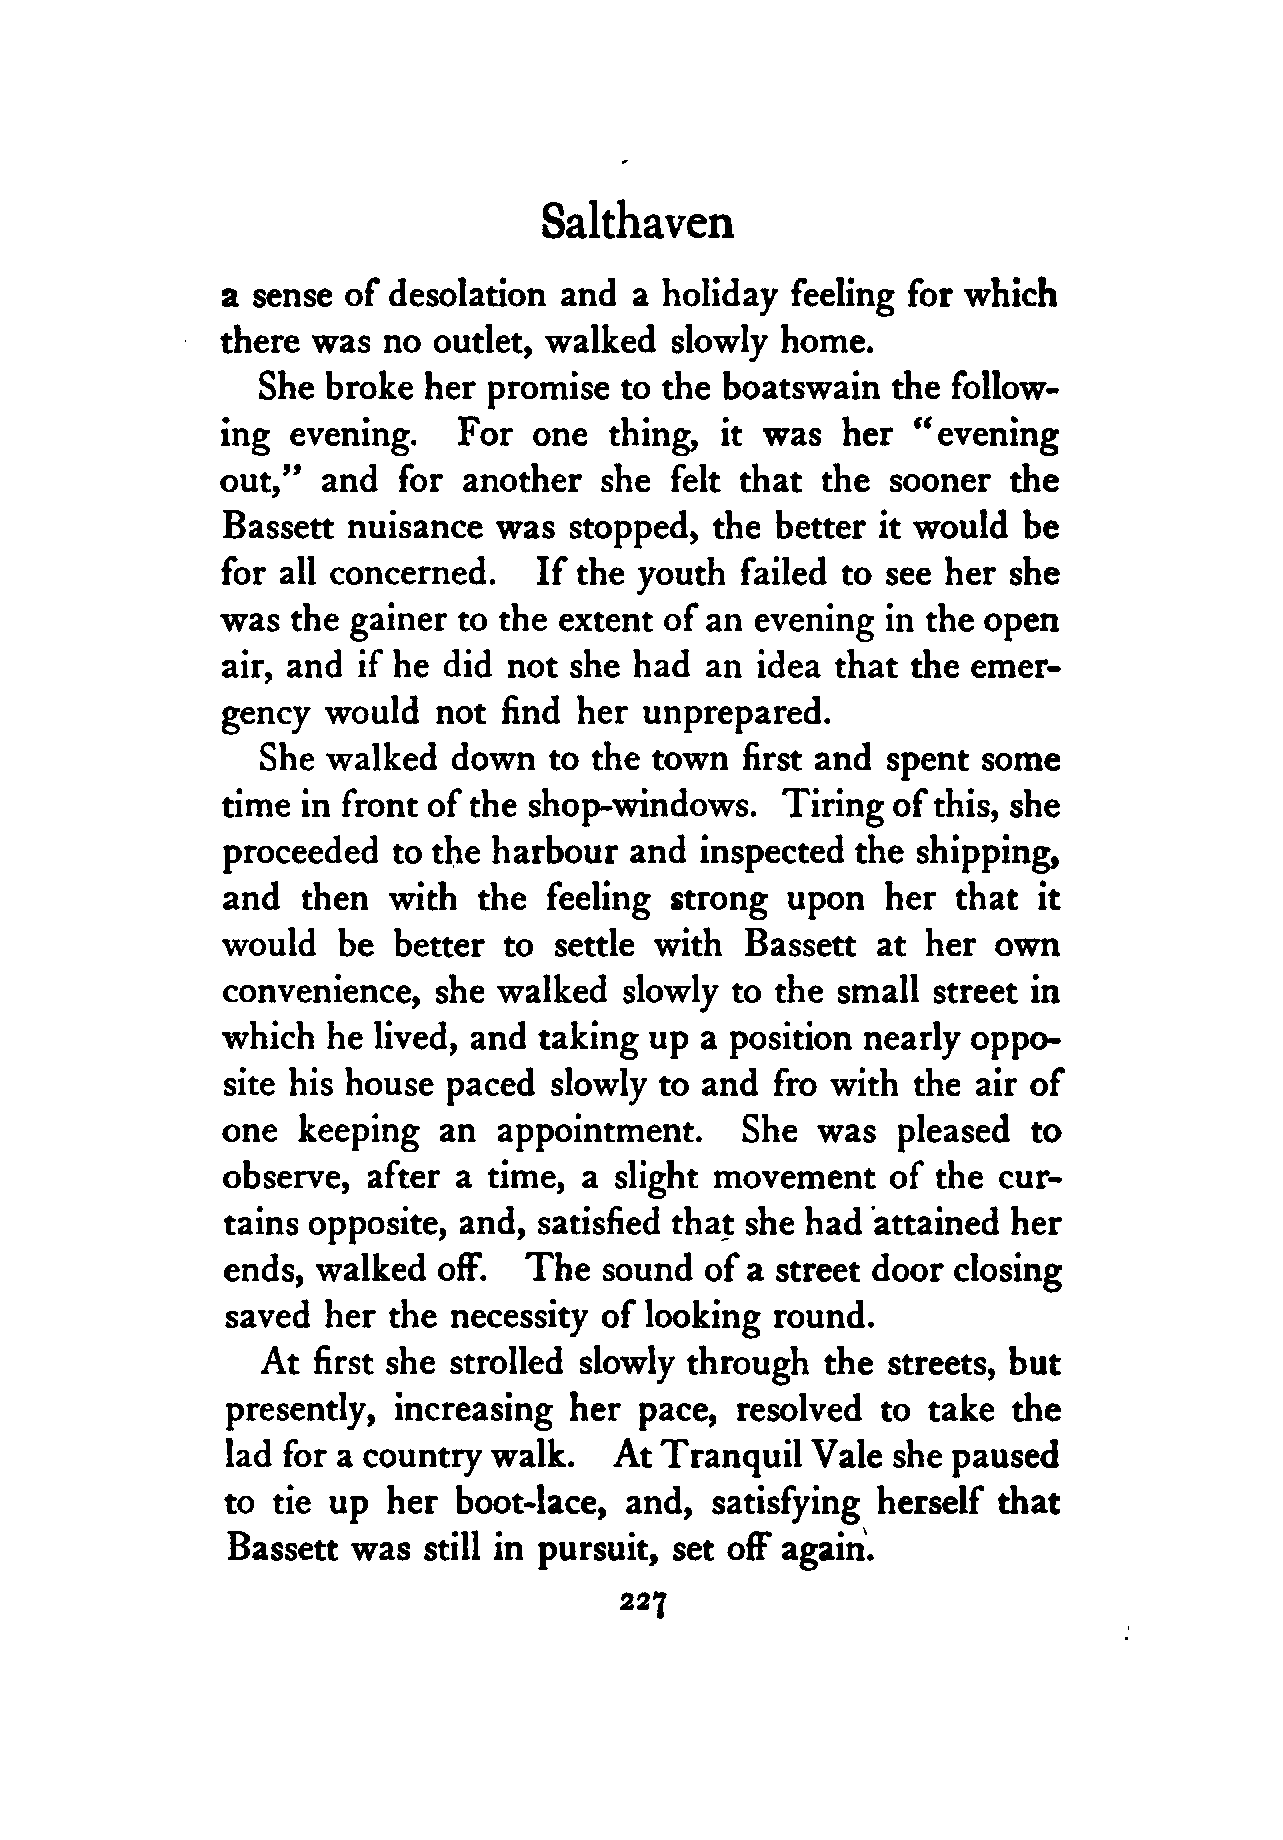 Salthaven
a sense of desolation and a holiday feeling for which
there was no outlet, walked slowly home.
She broke her promise to the boatswain the follow-
ing evening. For one thing, it was her “evening
out,” and for another she felt that the sooner the
Bassett nuisance was stopped, the better it would be
for all concerned. If the youth failed to see her she
was the gainer to the extent of an evening in the open
air, and if he did not she had an idea that the emer-
gency would not find her unprepared.
She walked down to the town first and spent some
time in front of the shop-windows. Tiring of this, she
proceeded to the harbour and inspected the shipping,
and then with the feeling strong upon her that it
would be better to settle with Bassett at her own
convenience, she walked slowly to the small street in
which he lived, and taking up a position nearly oppo-
site his house paced slowly to and fro with the air of
one keeping an appointment. She was pleased to
observe, after a time, a slight movement of the cur-
tains opposite, and, satisfied that she had attained her
ends, walked off. The sound of a street door closing
saved her the necessity of looking round.
At first she strolled slowly through the streets, but
presently, increasing her pace, resolved to take the
lad for a country walk. At Tranquil Vale she paused
to tie up her boot-lace, and, satisfying herself that
Bassett was still in pursuit, set off again.
227